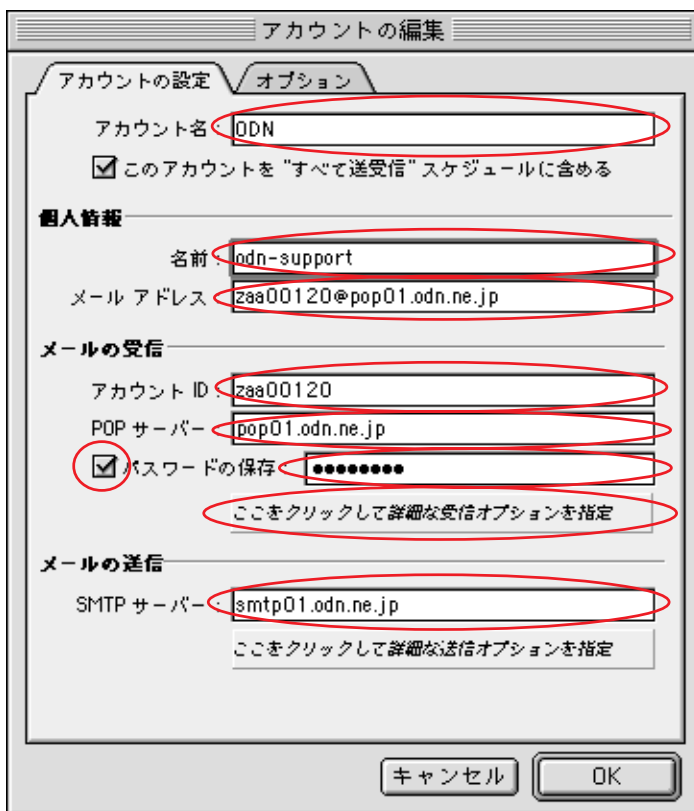 アカウントの編集
アカウントの設定 オプション
アカウント名: ODN
このアカウントを "すべて送受信" スケジュールに含める
個人情報
名前: odn-support
メール アドレス zaa00120@pop01.odn.ne.jp
メールの受信
アカウント ID: zaa00120
POP サーバー pop01.odn.ne.jp
パスワードの保存: ●●●●●●●●
ここをクリックして詳細な受信オプションを指定
メールの送信
SMTP サーバー: smtp01.odn.ne.jp
ここをクリックして詳細な送信オプションを指定
キャンセル OK